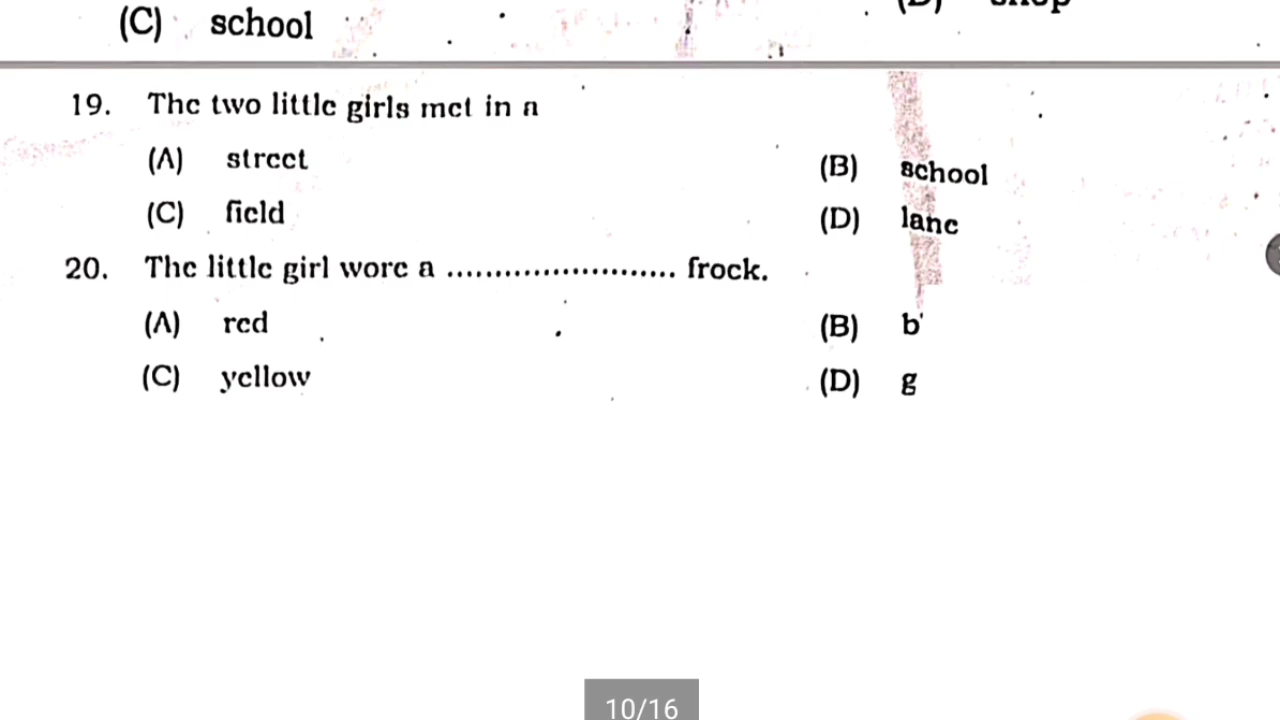 (C) school
19. The two little girls met in a
(A) street (B) school
(C) field (D) lane
20. The little girl wore a ........................ frock.
(A) red (B) b
(C) yellow (D) g
10/16